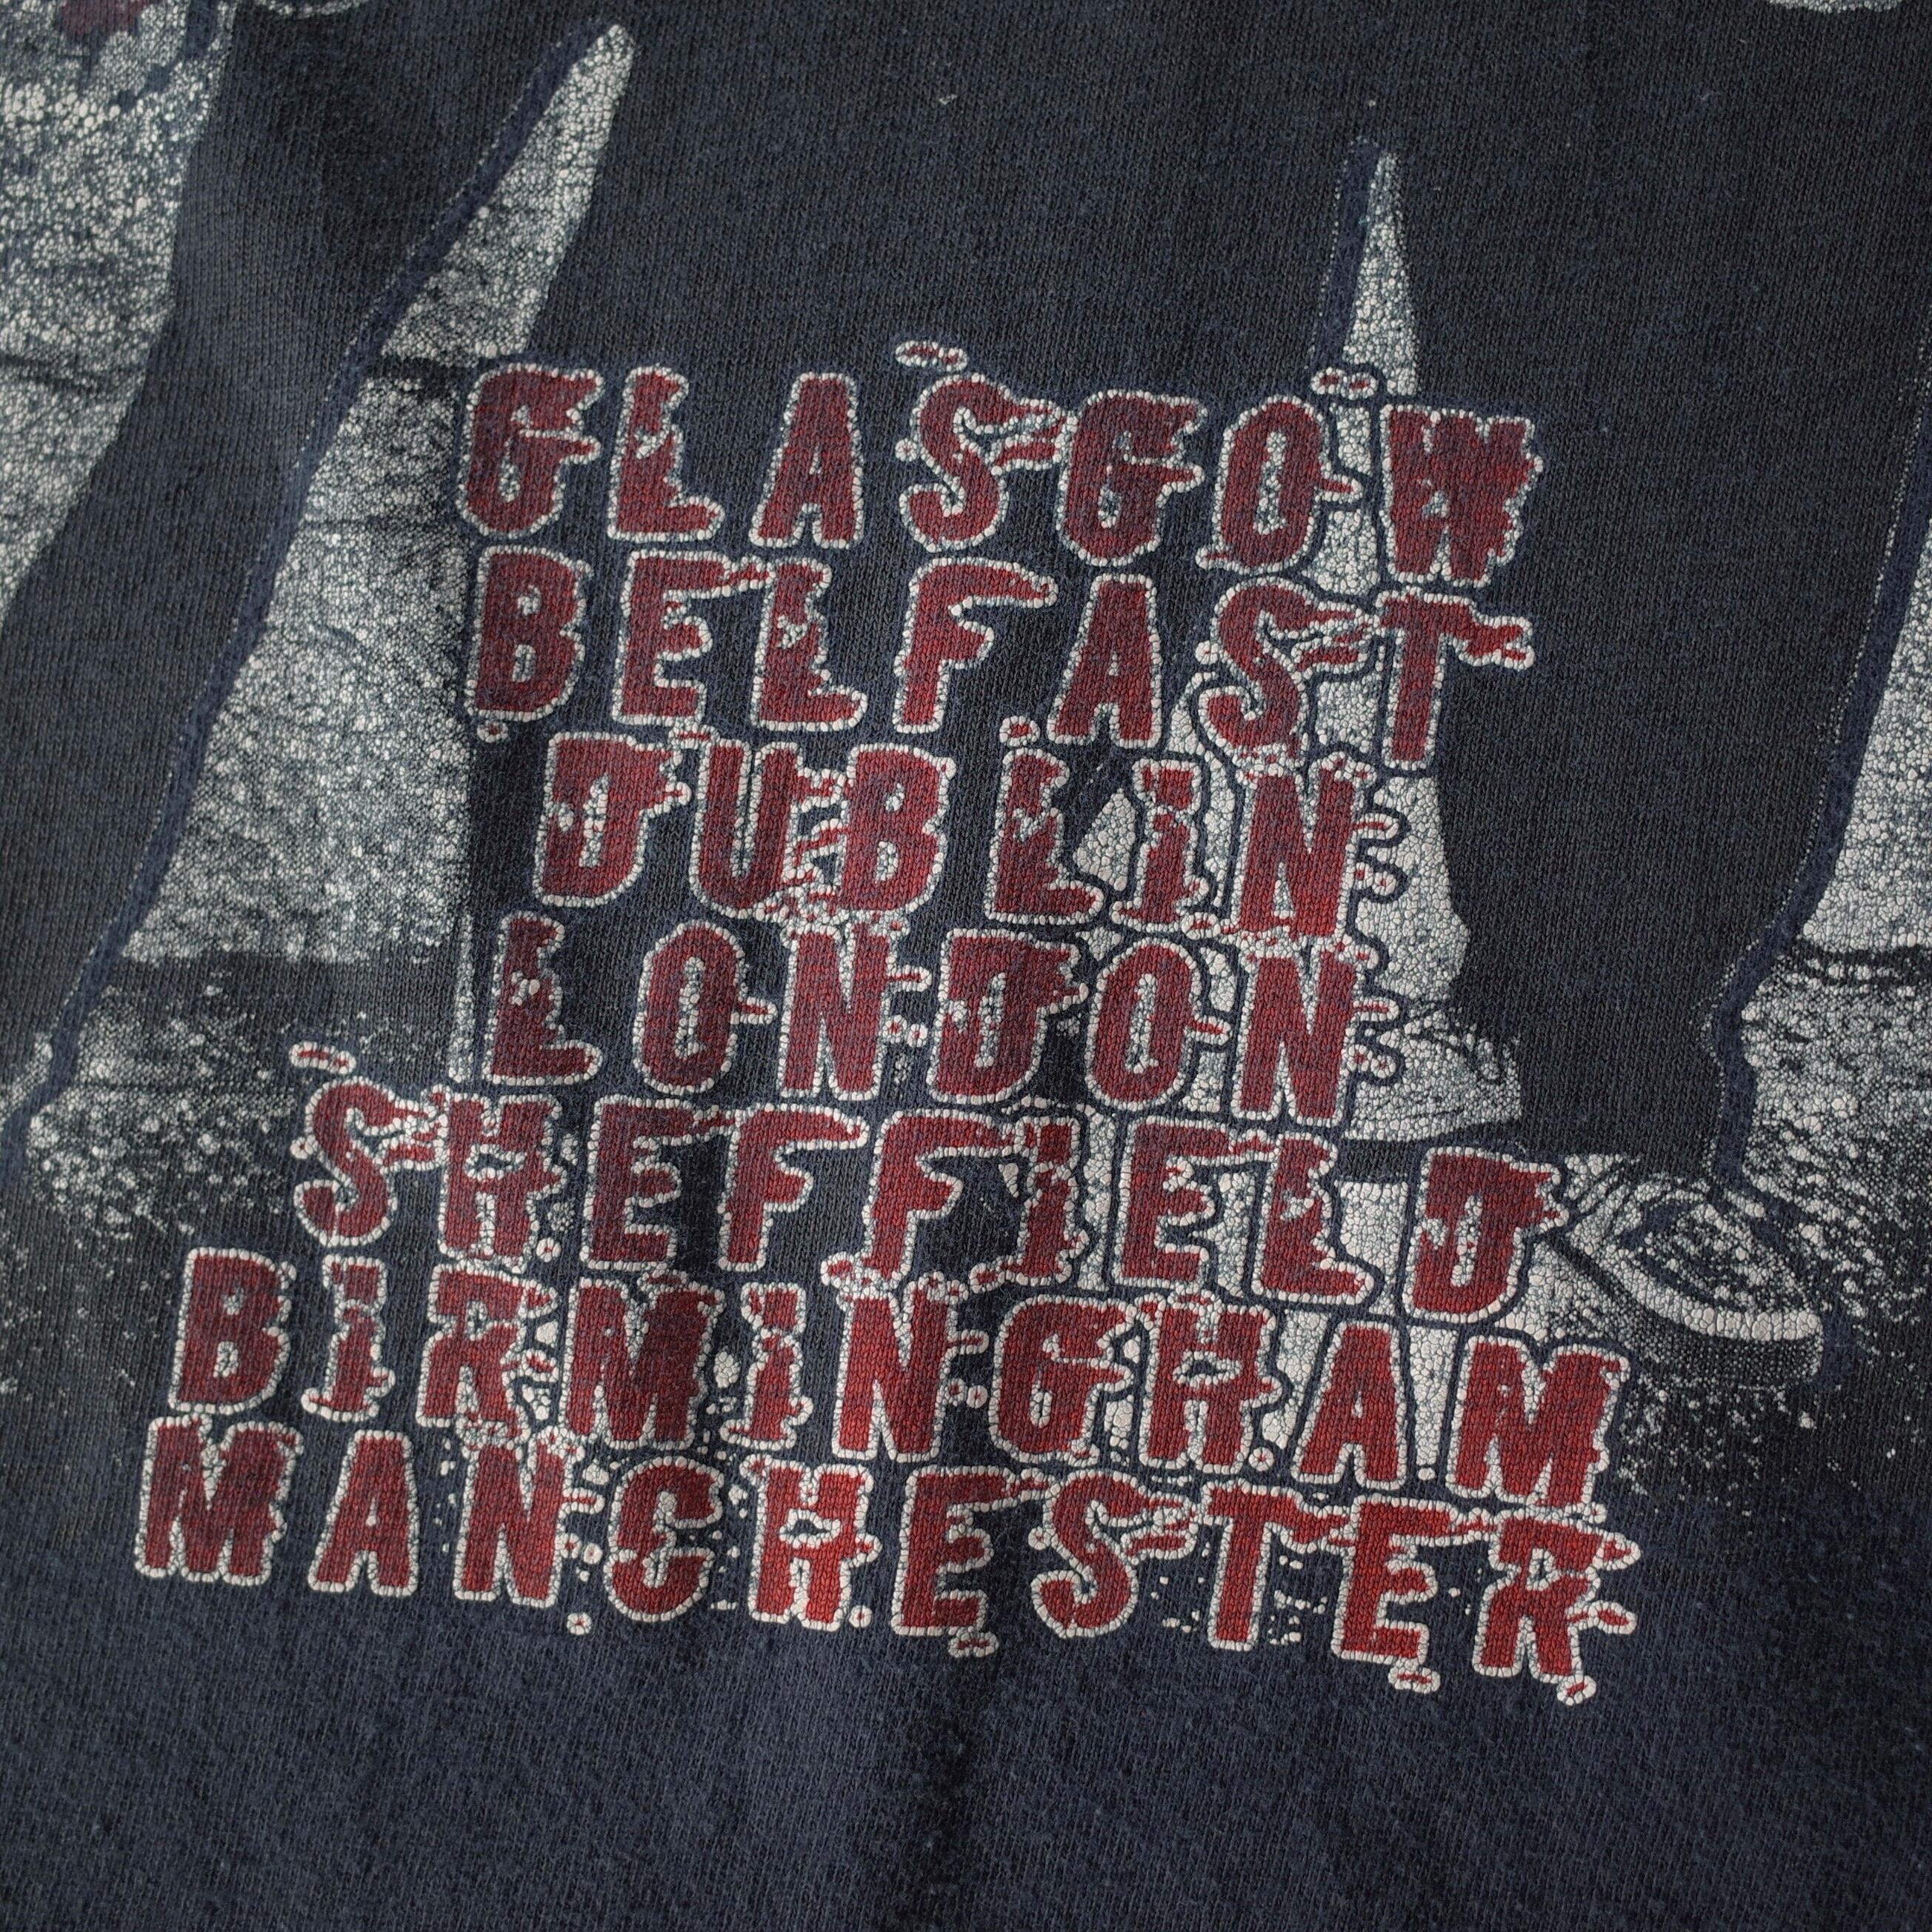 GLASGOW
BELFAST
DUBLiN
LONDON
SHEFFiELD
BiRMiNGHAM
MANCHESTER